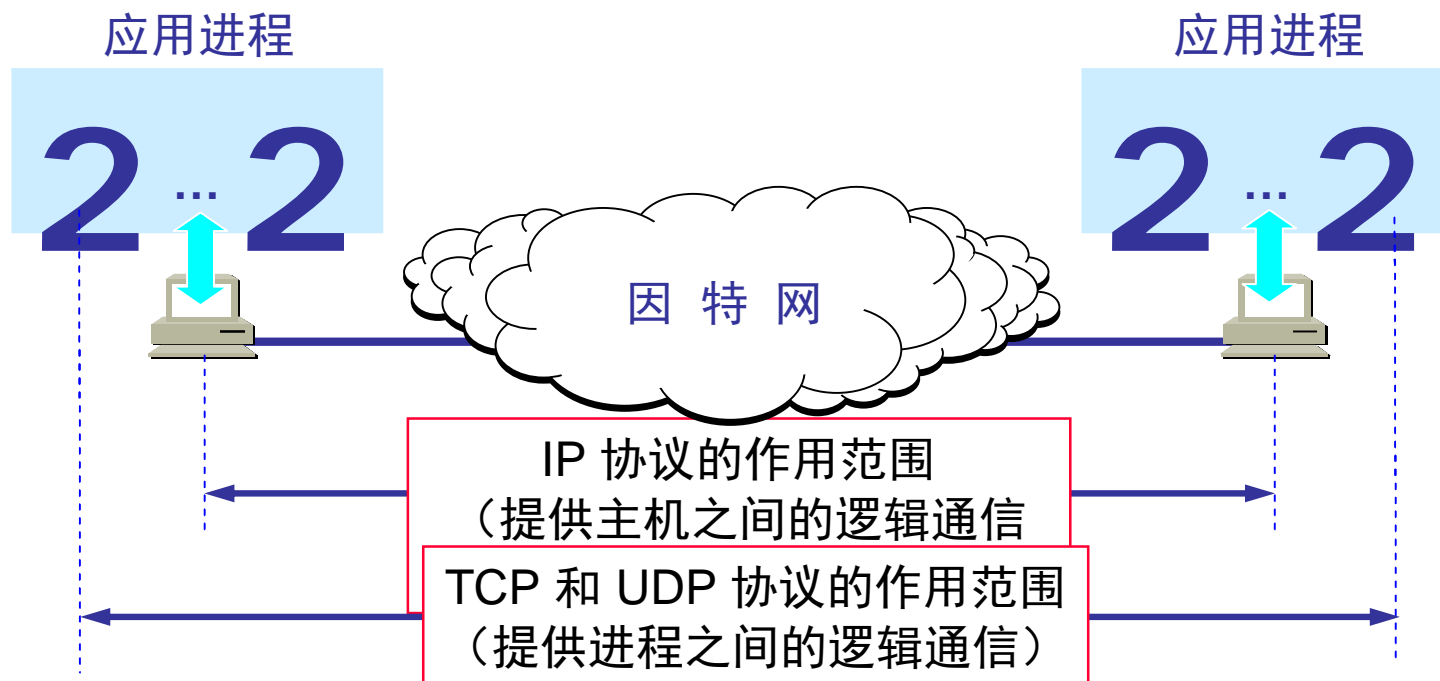 应用进程
应用进程
2 … 2
2 … 2
因 特 网
IP 协议的作用范围
（提供主机之间的逻辑通信
TCP 和 UDP 协议的作用范围
（提供进程之间的逻辑通信）